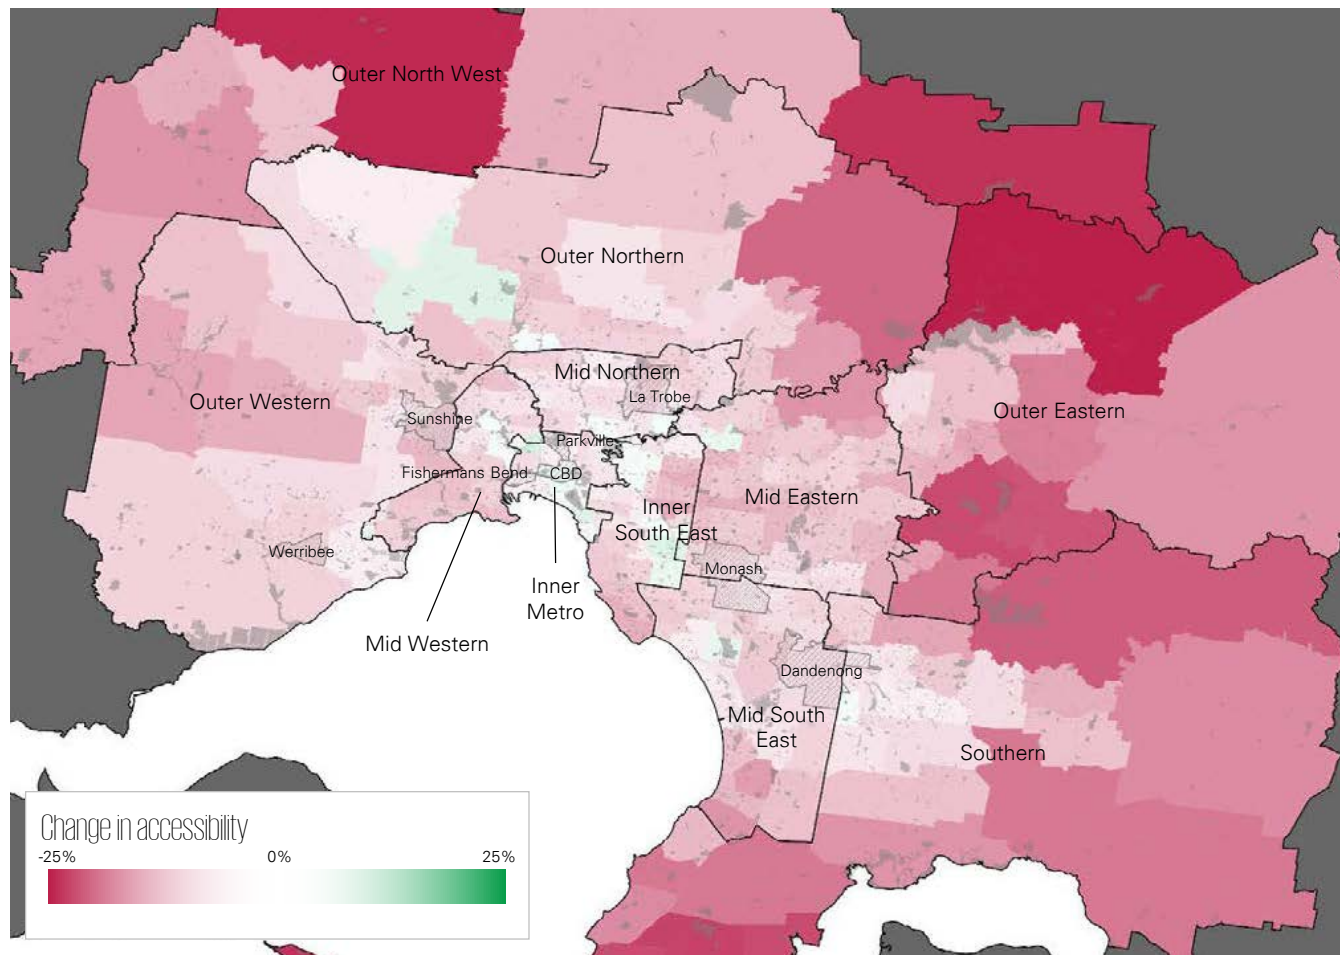 Outer North West
Outer Northern
Mid Northern
La Trobe
Outer Western
Sunshine
Outer Eastern
Parkville
Fishermans Bend
CBD
Mid Eastern
Inner
South East
Werribee
Monash
Inner
Metro
Mid Western
Dandenong
Mid South
East
Southern
Change in accessibility
-25%
0%
25%